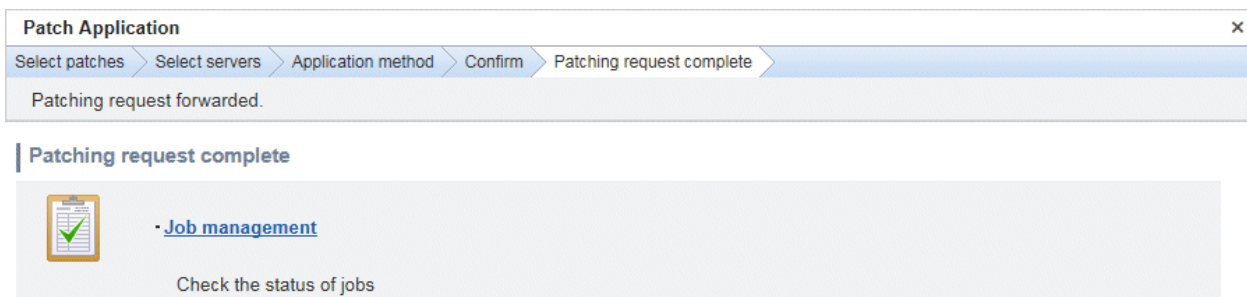 Patch Application
Select patches Select servers Application method Confirm Patching request complete
Patching request forwarded.
Patching request complete
- Job management
Check the status of jobs